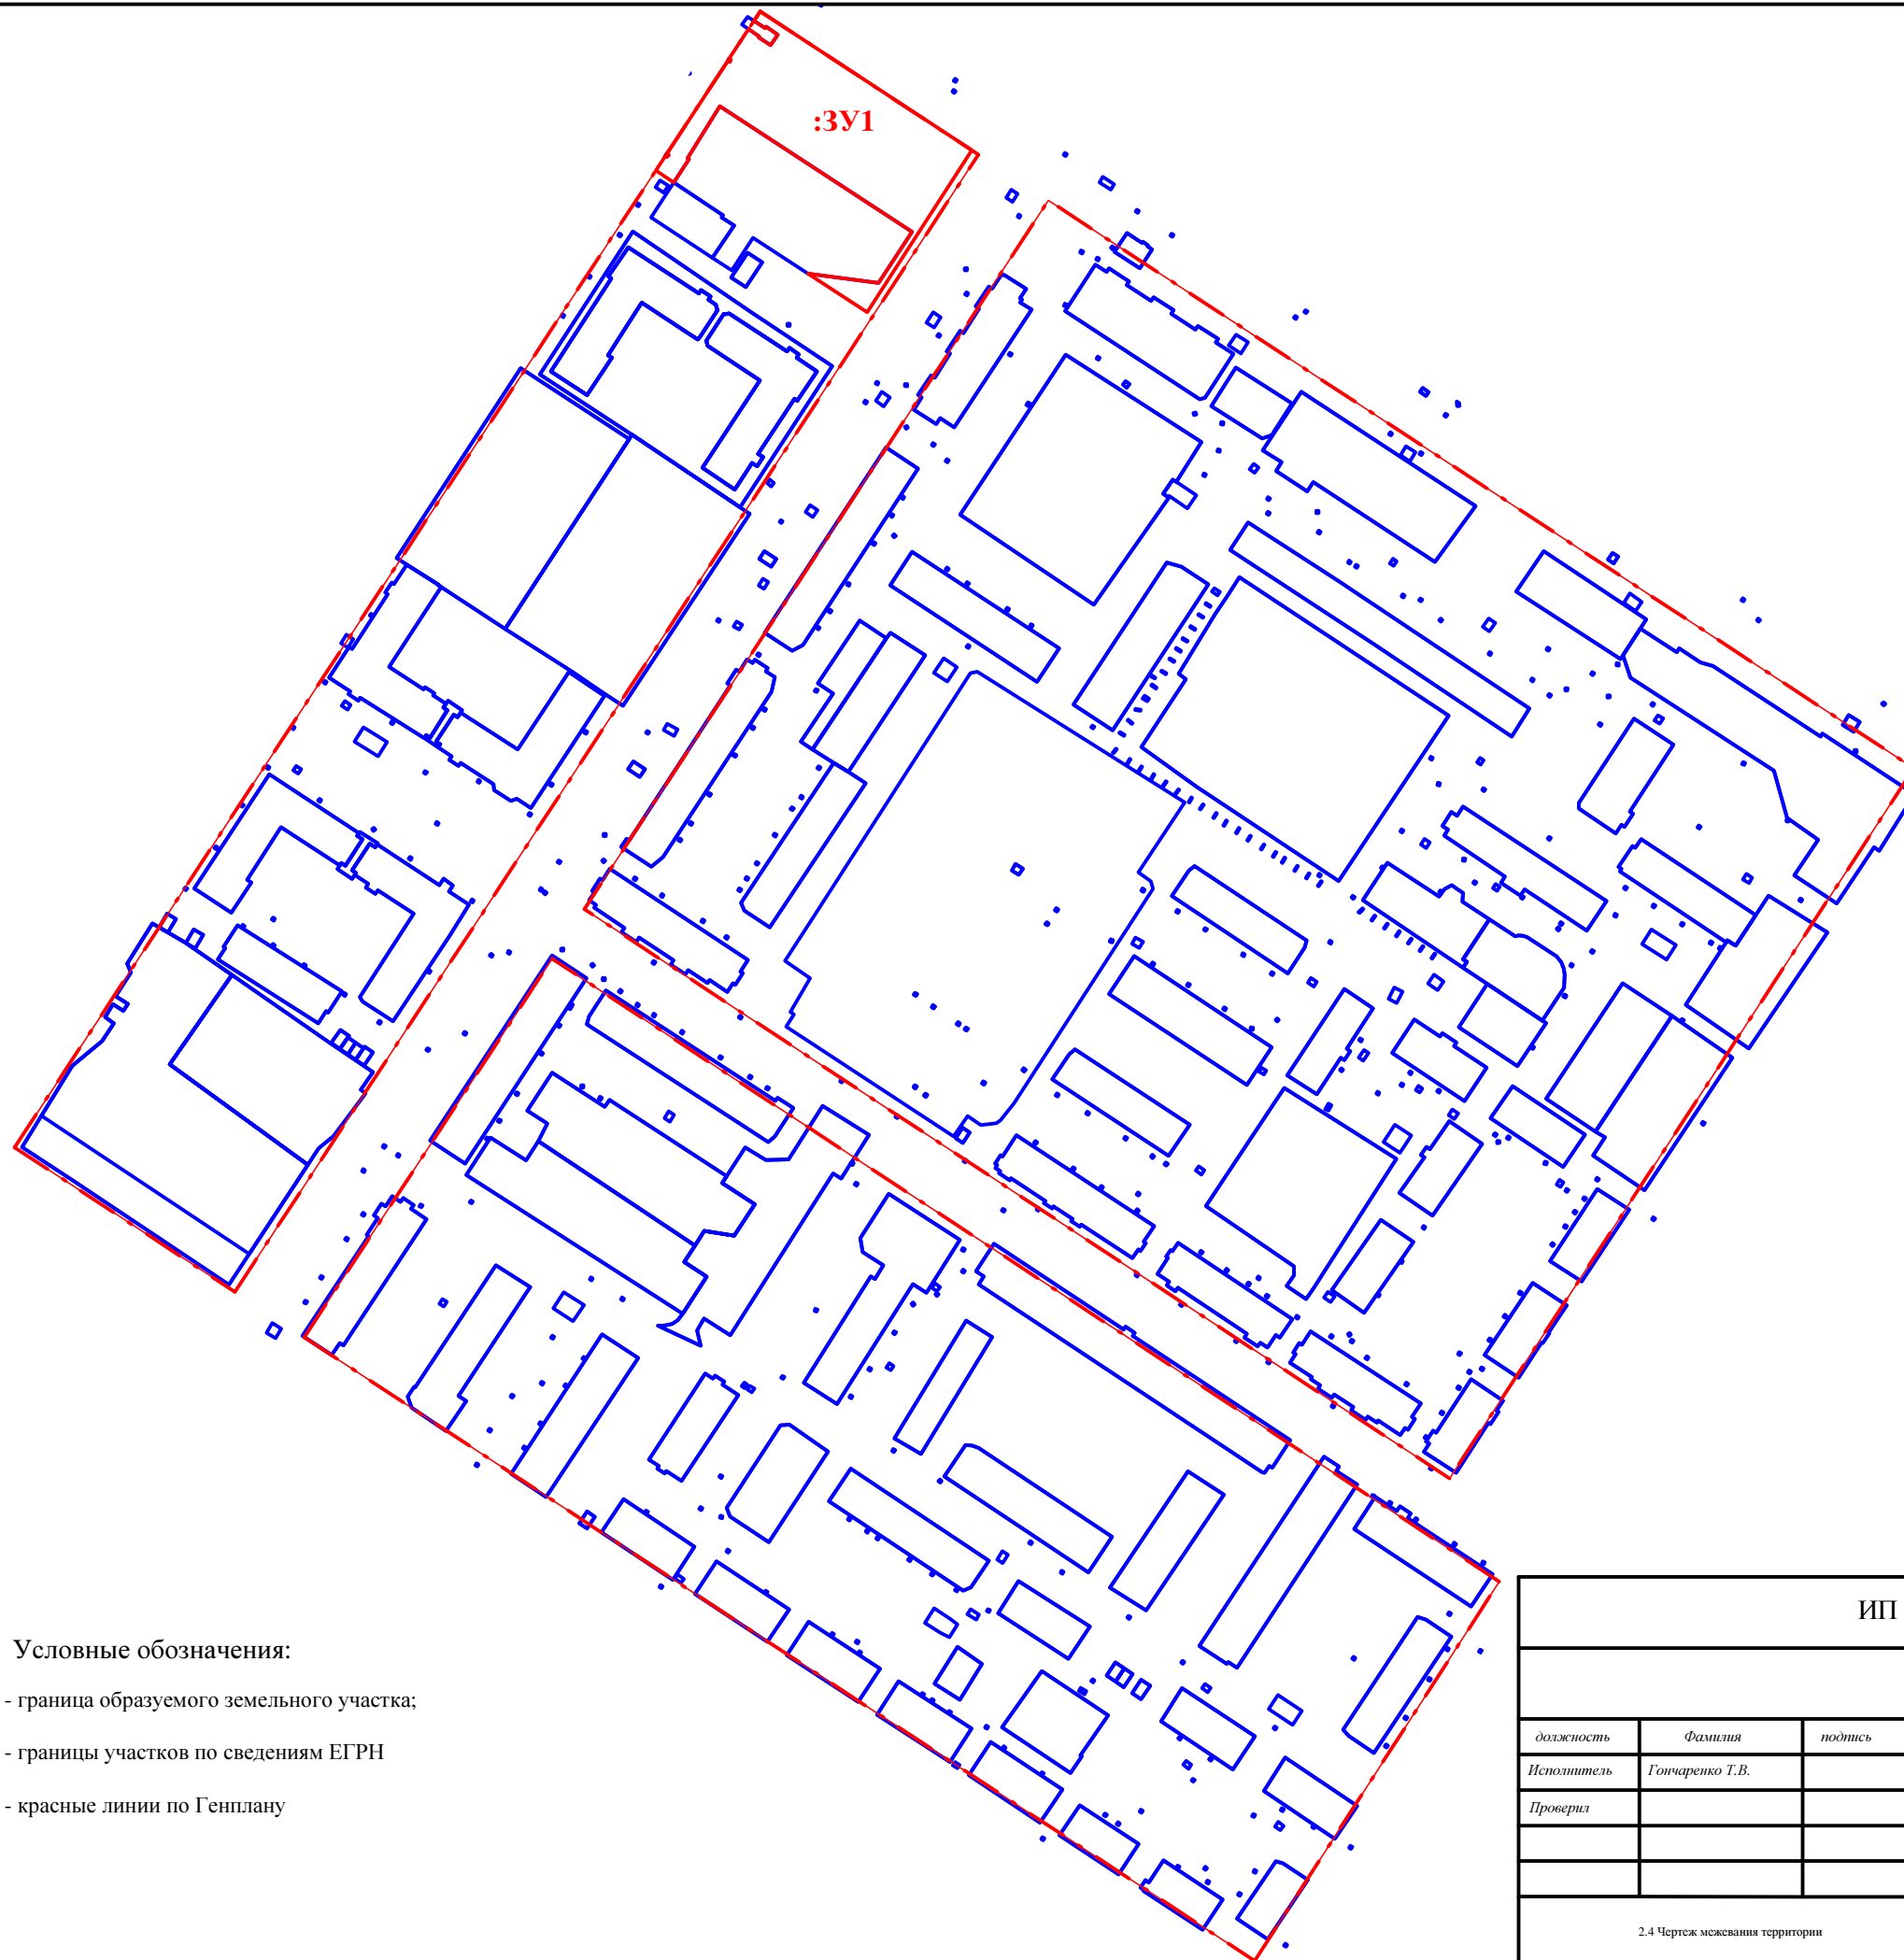 :ЗУ1
Условные обозначения:
- граница образуемого земельного участка;
- границы участков по сведениям ЕГРН
- красные линии по Генплану
ИП
должность Фамилия подпись
Исполнитель Гончаренко Т.В.
Проверил
2.4 Чертеж межевания территории